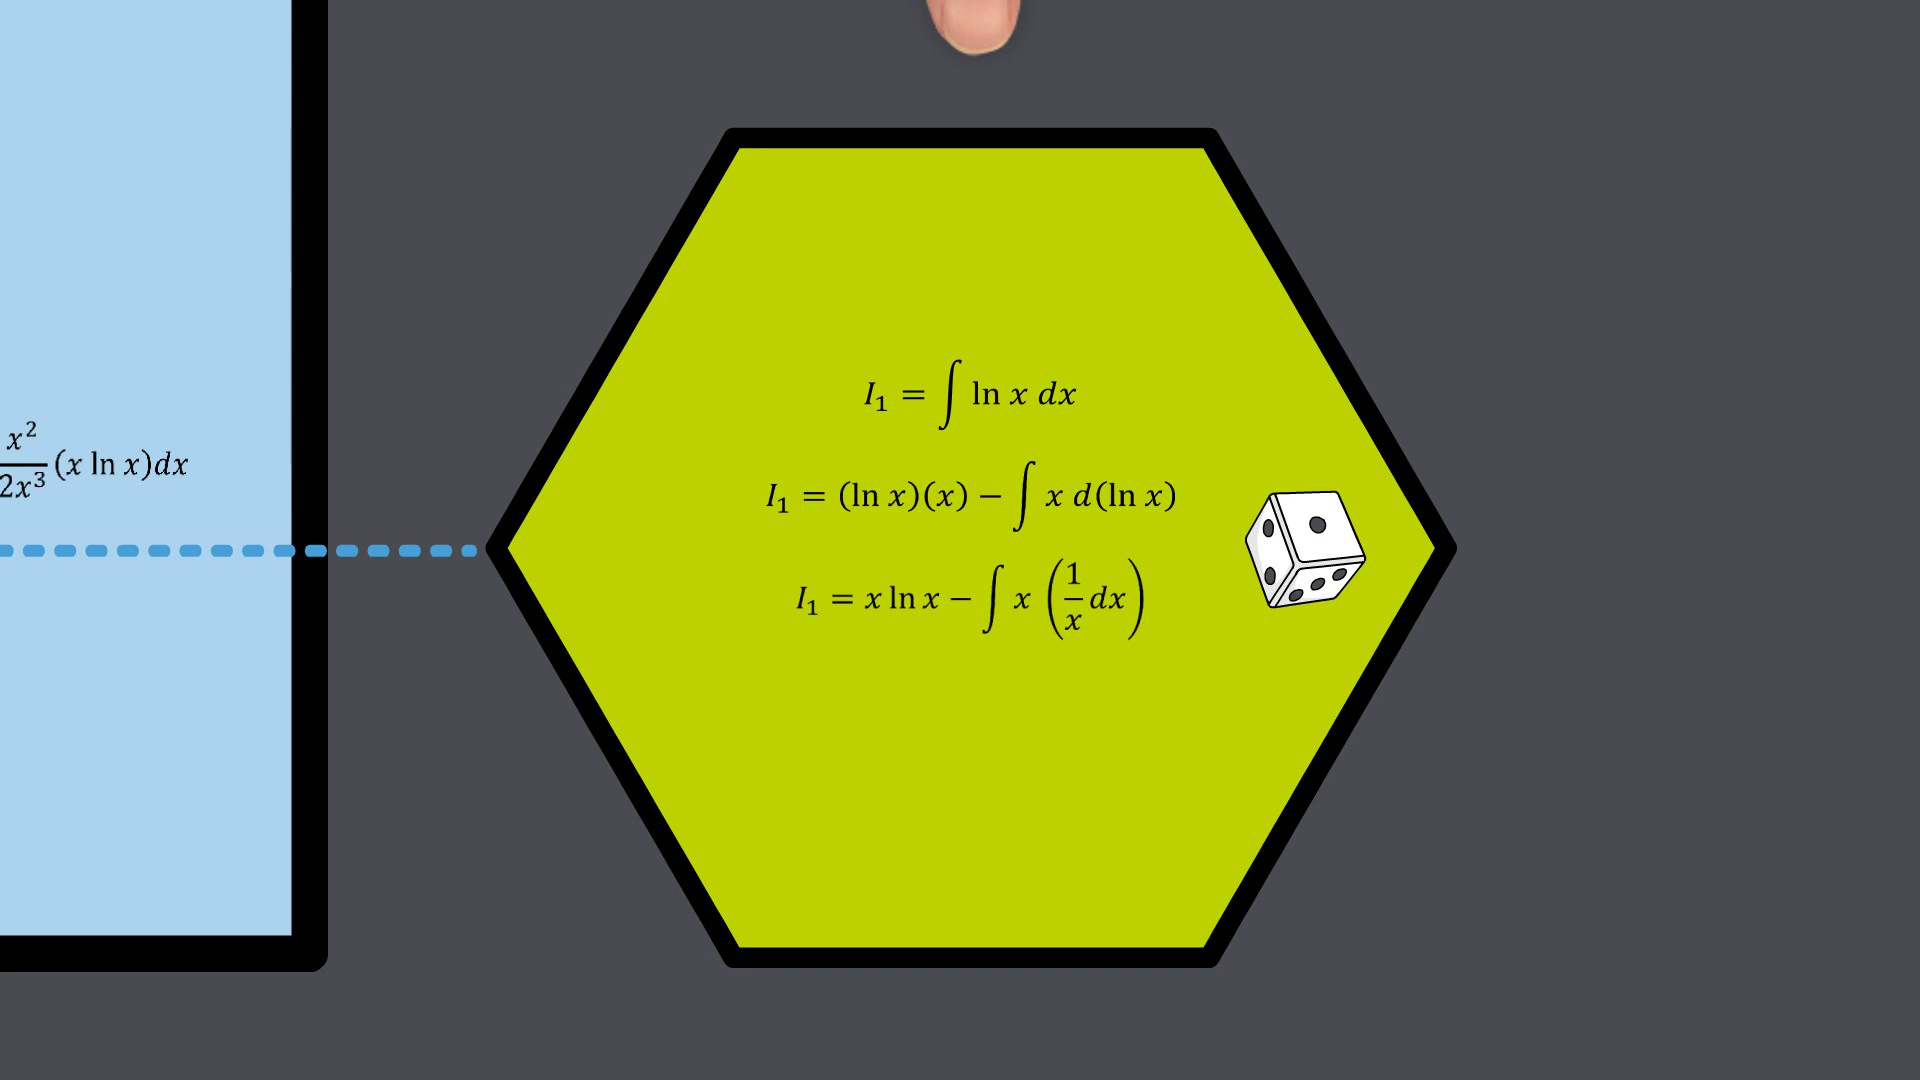 x²/2x³ (x ln x)dx
I₁ = ∫ ln x dx
I₁ = (ln x)(x) − ∫ x d(ln x)
I₁ = x ln x − ∫ x (1/x dx)